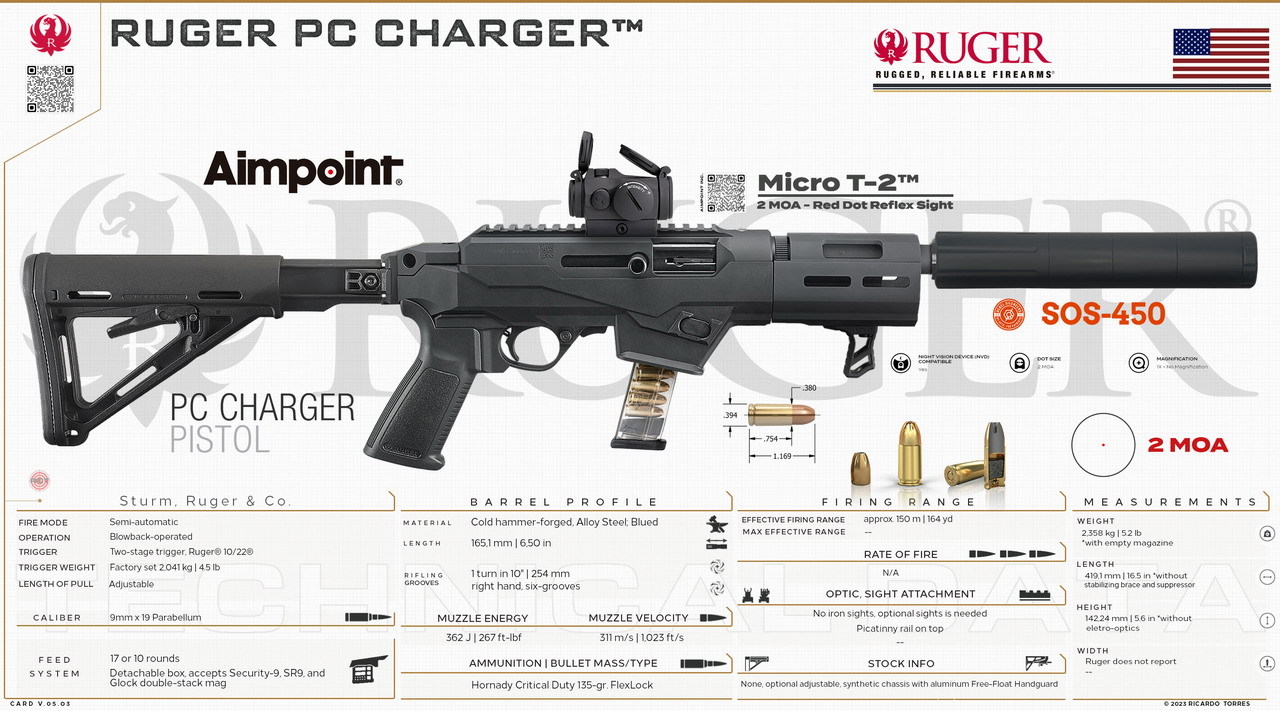 RUGER PC CHARGER™
RUGER
RUGGED, RELIABLE FIREARMS®
Aimpoint®
AIMPOINT INC.
Micro T-2™
2 MOA - Red Dot Reflex Sight
RUGER®
BO
SOS-450
NIGHT VISION DEVICE (NVD)
COMPATIBLE
Yes
DOT SIZE
2 MOA
MAGNIFICATION
1X - No Magnification
PC CHARGER
PISTOL
.380
.394
.754
1.169
2 MOA
TECHNICAL DATA
Sturm, Ruger & Co.
FIRE MODE Semi-automatic
OPERATION Blowback-operated
TRIGGER Two-stage trigger, Ruger® 10/22®
TRIGGER WEIGHT Factory set 2,041 kg | 4.5 lb
LENGTH OF PULL Adjustable
CALIBER 9mm x 19 Parabellum
FEED SYSTEM
17 or 10 rounds
Detachable box, accepts Security-9, SR9, and
Glock double-stack mag
BARREL PROFILE
MATERIAL Cold hammer-forged, Alloy Steel; Blued
LENGTH 165,1 mm | 6,50 in
RIFLING
GROOVES
1 turn in 10" | 254 mm
right hand, six-grooves
MUZZLE ENERGY MUZZLE VELOCITY
362 J | 267 ft-lbf 311 m/s | 1,023 ft/s
AMMUNITION | BULLET MASS/TYPE
Hornady Critical Duty 135-gr. FlexLock
FIRING RANGE
EFFECTIVE FIRING RANGE approx. 150 m | 164 yd
MAX EFFECTIVE RANGE --
RATE OF FIRE
N/A
OPTIC, SIGHT ATTACHMENT
No iron sights, optional sights is needed
Picatinny rail on top
--
STOCK INFO
None, optional adjustable, synthetic chassis with aluminum Free-Float Handguard
MEASUREMENTS
WEIGHT
2,358 kg | 5.2 lb
*with empty magazine
LENGTH
419,1 mm | 16.5 in *without
stabilizing brace and suppressor
HEIGHT
142,24 mm | 5.6 in *without
eletro-optics
WIDTH
Ruger does not report
--
CARD V.05.03
© 2023 RICARDO TORRES